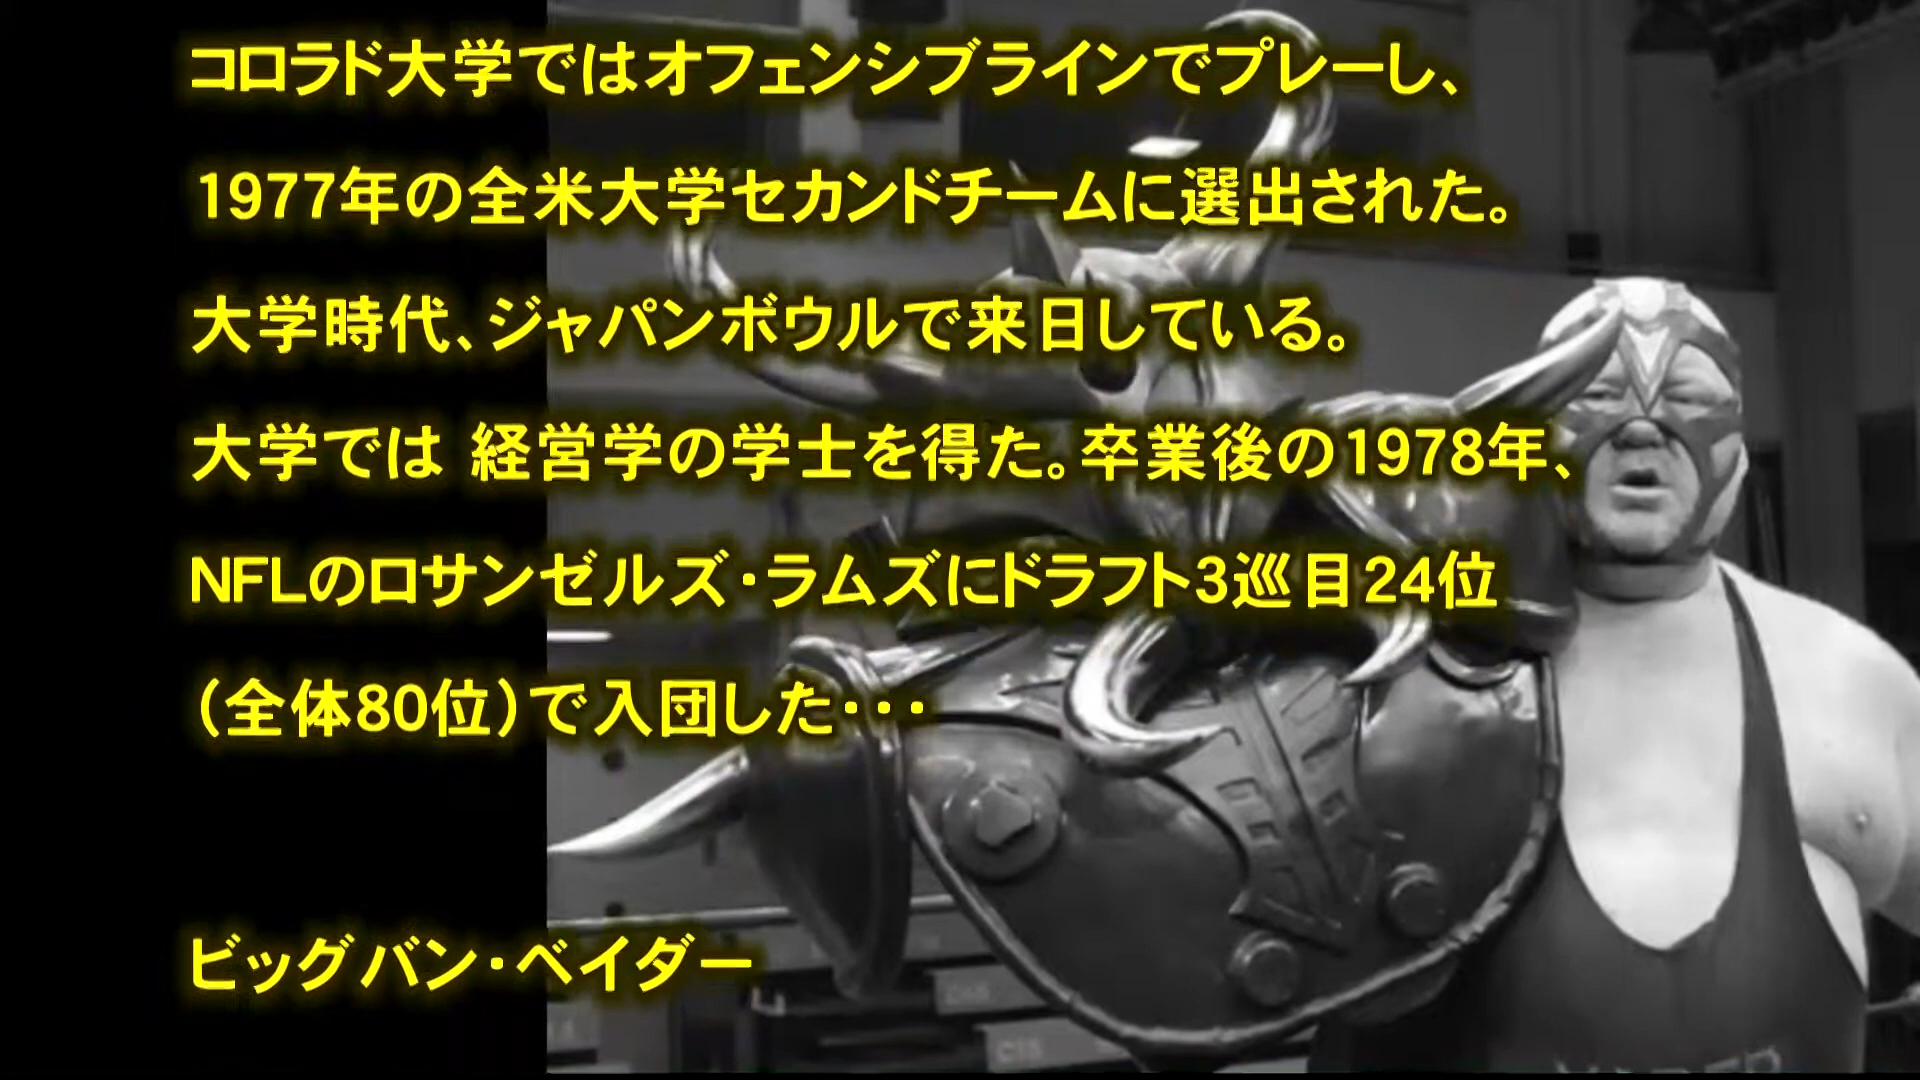 コロラド大学ではオフェンシブラインでプレーし、
1977年の全米大学セカンドチームに選出された。
大学時代、ジャパンボウルで来日している。
大学では 経営学の学士を得た。卒業後の1978年、
NFLのロサンゼルズ・ラムズにドラフト3巡目24位
（全体80位）で入団した・・・
ビッグバン・ベイダー